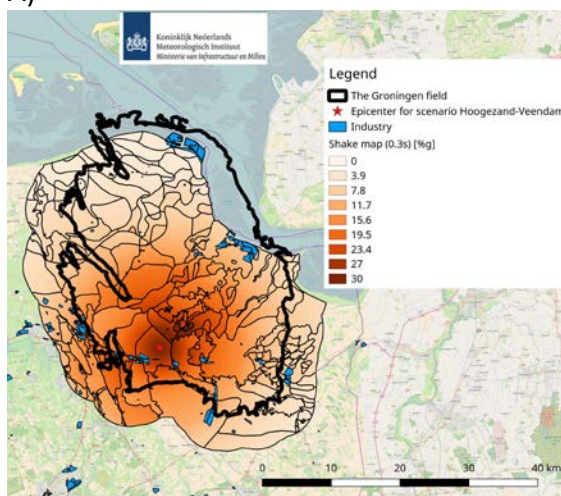 A)
Koninklijk Nederlands
Meteorologisch Instituut
Ministerie van Infrastructuur en Milieu
Legend
The Groningen field
Epicenter for scenario Hoogezand-Veendam
Industry
Shake map (0.3s) [%g]
0
3.9
7.8
11.7
15.6
19.5
23.4
27
30
0 10 20 30 40 km